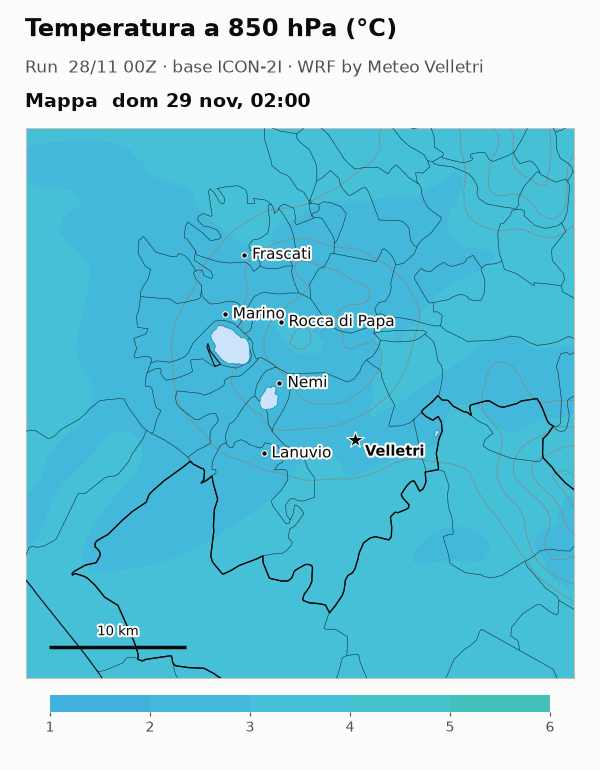 Temperatura a 850 hPa (°C)
Run  28/11 00Z · base ICON-2I · WRF by Meteo Velletri
Mappa  dom 29 nov, 02:00
Frascati
Marino
Rocca di Papa
Nemi
Velletri
Lanuvio
10 km
1 2 3 4 5 6